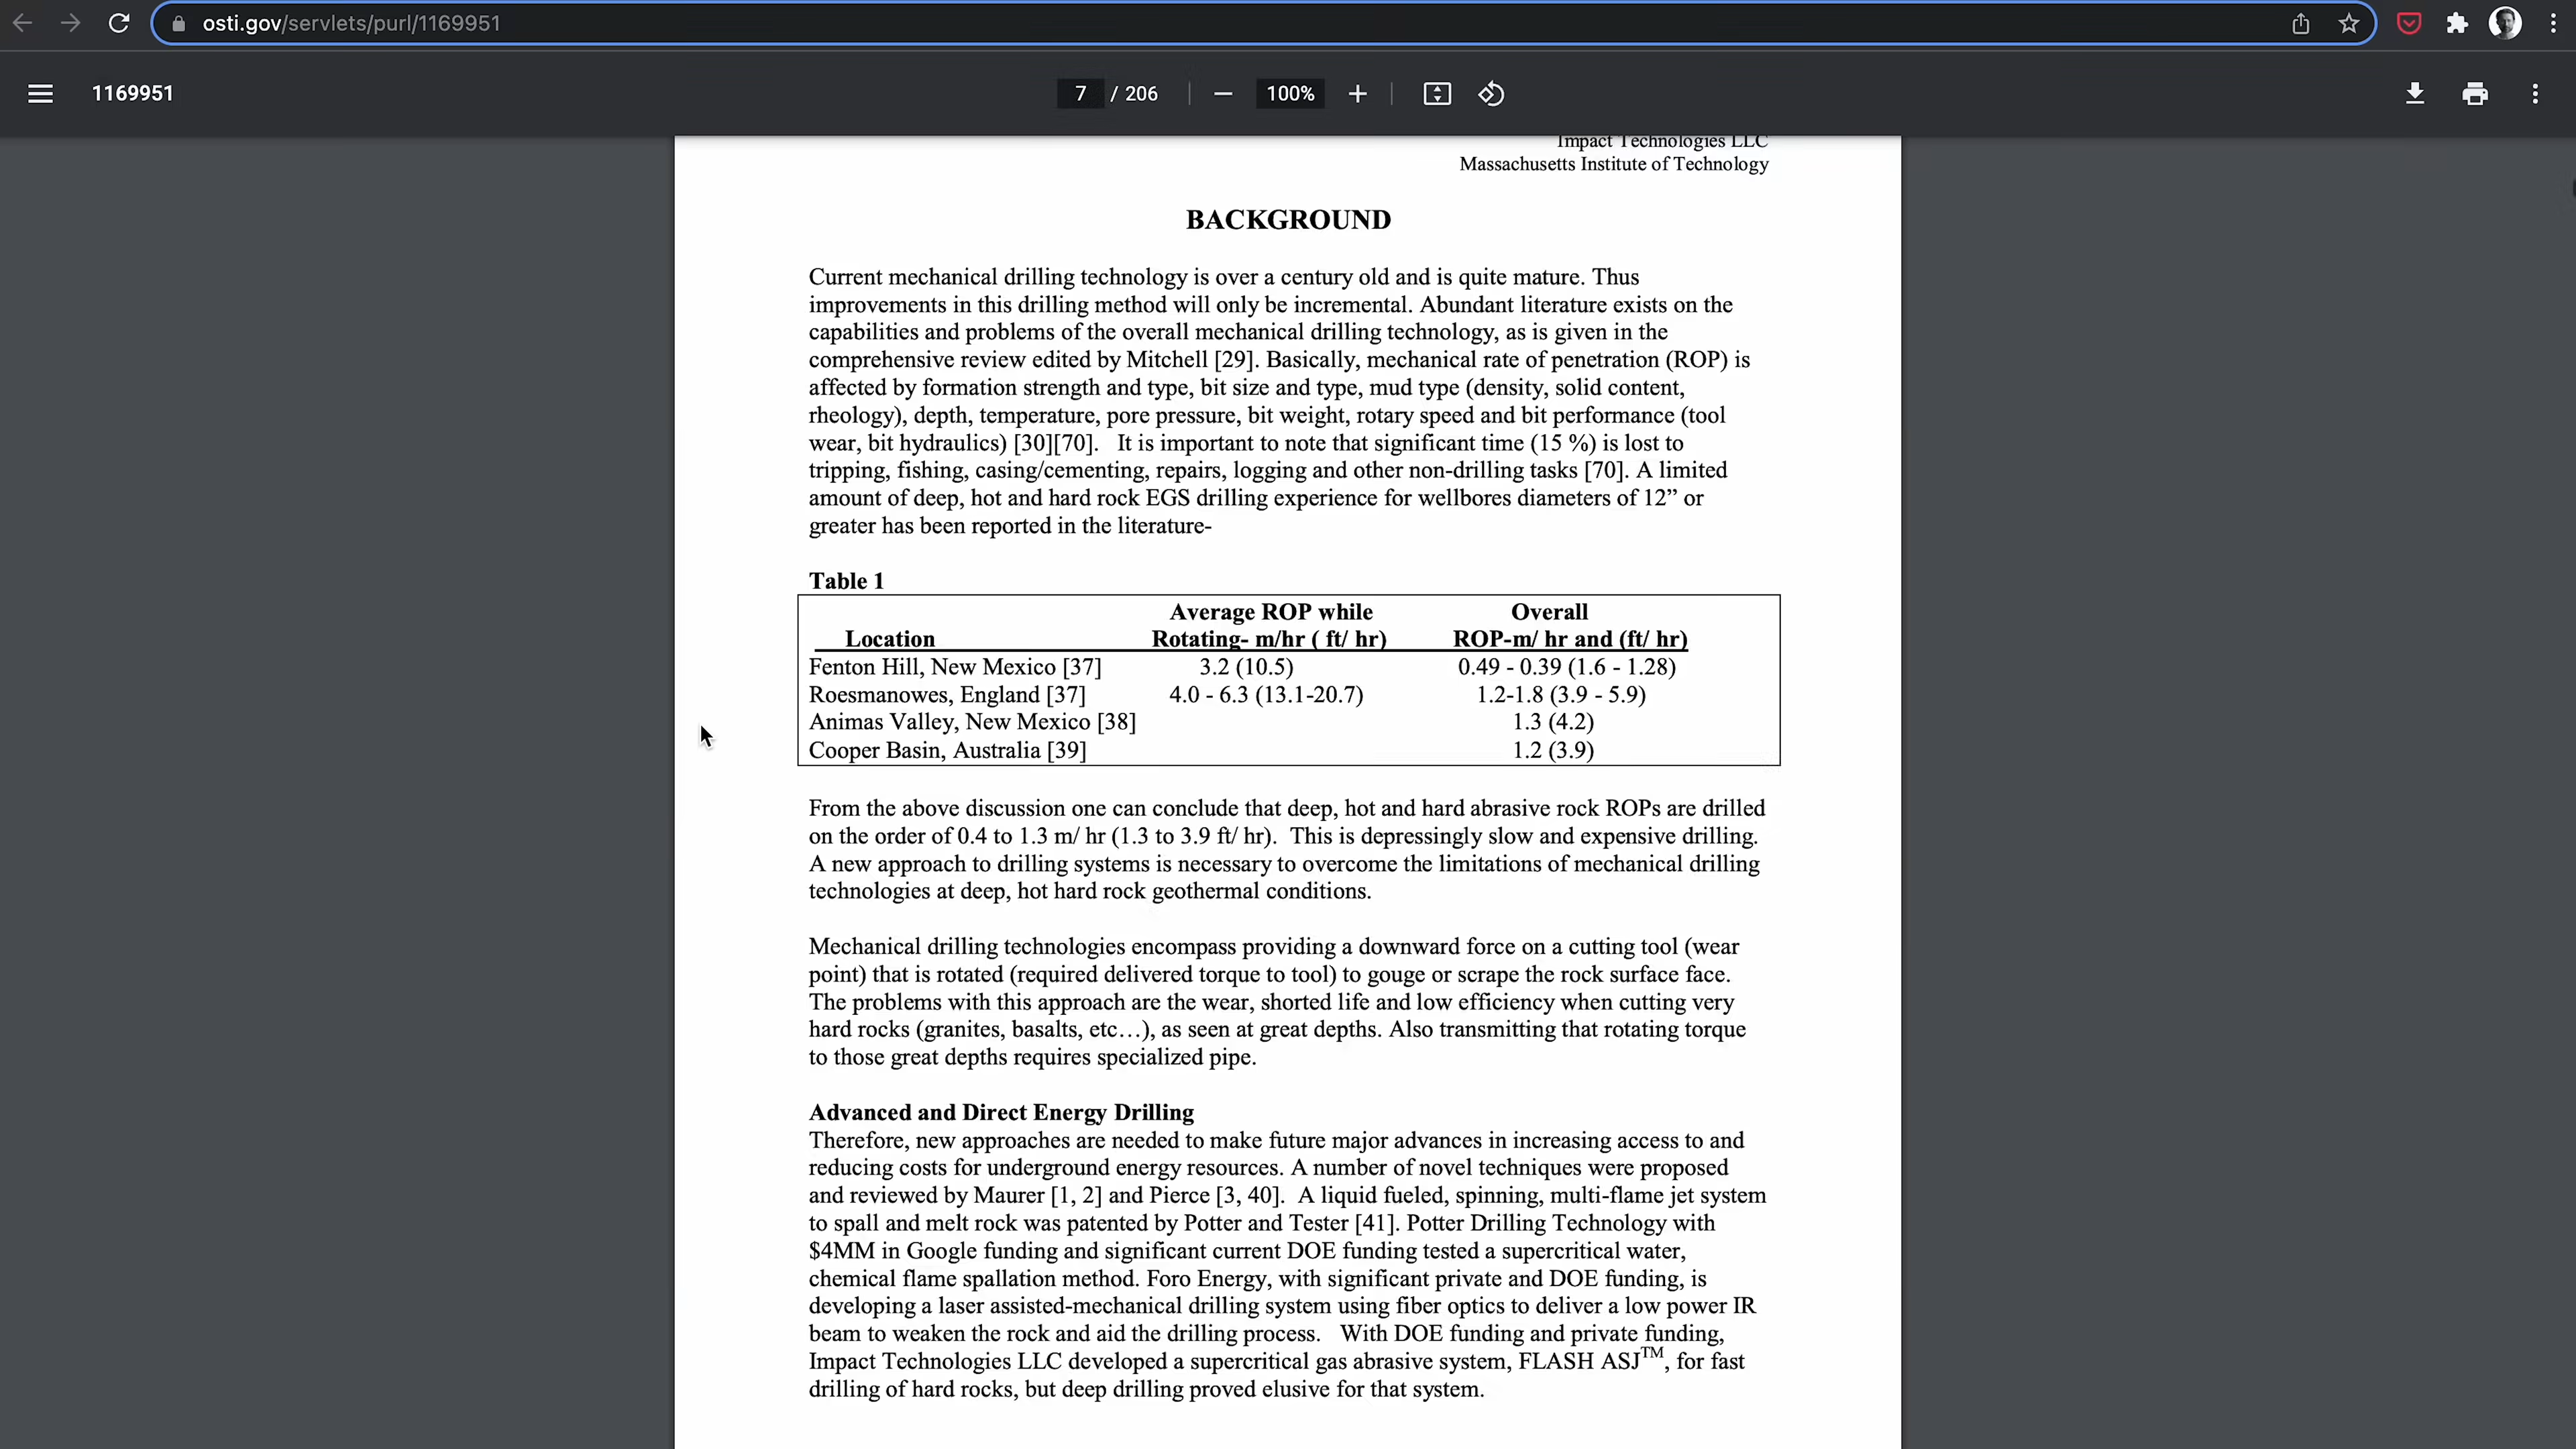 osti.gov/servlets/purl/1169951
1169951
7 / 206
100%
Impact Technologies LLC
Massachusetts Institute of Technology
BACKGROUND
Current mechanical drilling technology is over a century old and is quite mature. Thus
improvements in this drilling method will only be incremental. Abundant literature exists on the
capabilities and problems of the overall mechanical drilling technology, as is given in the
comprehensive review edited by Mitchell [29]. Basically, mechanical rate of penetration (ROP) is
affected by formation strength and type, bit size and type, mud type (density, solid content,
rheology), depth, temperature, pore pressure, bit weight, rotary speed and bit performance (tool
wear, bit hydraulics) [30][70].   It is important to note that significant time (15 %) is lost to
tripping, fishing, casing/cementing, repairs, logging and other non-drilling tasks [70]. A limited
amount of deep, hot and hard rock EGS drilling experience for wellbores diameters of 12” or
greater has been reported in the literature-
Table 1
Average ROP while Overall
Location Rotating- m/hr ( ft/ hr) ROP-m/ hr and (ft/ hr)
Fenton Hill, New Mexico [37] 3.2 (10.5) 0.49 - 0.39 (1.6 - 1.28)
Roesmanowes, England [37] 4.0 - 6.3 (13.1-20.7) 1.2-1.8 (3.9 - 5.9)
Animas Valley, New Mexico [38] 1.3 (4.2)
Cooper Basin, Australia [39] 1.2 (3.9)
From the above discussion one can conclude that deep, hot and hard abrasive rock ROPs are drilled
on the order of 0.4 to 1.3 m/ hr (1.3 to 3.9 ft/ hr).  This is depressingly slow and expensive drilling.
A new approach to drilling systems is necessary to overcome the limitations of mechanical drilling
technologies at deep, hot hard rock geothermal conditions.
Mechanical drilling technologies encompass providing a downward force on a cutting tool (wear
point) that is rotated (required delivered torque to tool) to gouge or scrape the rock surface face.
The problems with this approach are the wear, shorted life and low efficiency when cutting very
hard rocks (granites, basalts, etc…), as seen at great depths. Also transmitting that rotating torque
to those great depths requires specialized pipe.
Advanced and Direct Energy Drilling
Therefore, new approaches are needed to make future major advances in increasing access to and
reducing costs for underground energy resources. A number of novel techniques were proposed
and reviewed by Maurer [1, 2] and Pierce [3, 40].  A liquid fueled, spinning, multi-flame jet system
to spall and melt rock was patented by Potter and Tester [41]. Potter Drilling Technology with
$4MM in Google funding and significant current DOE funding tested a supercritical water,
chemical flame spallation method. Foro Energy, with significant private and DOE funding, is
developing a laser assisted-mechanical drilling system using fiber optics to deliver a low power IR
beam to weaken the rock and aid the drilling process.   With DOE funding and private funding,
Impact Technologies LLC developed a supercritical gas abrasive system, FLASH ASJ™, for fast
drilling of hard rocks, but deep drilling proved elusive for that system.